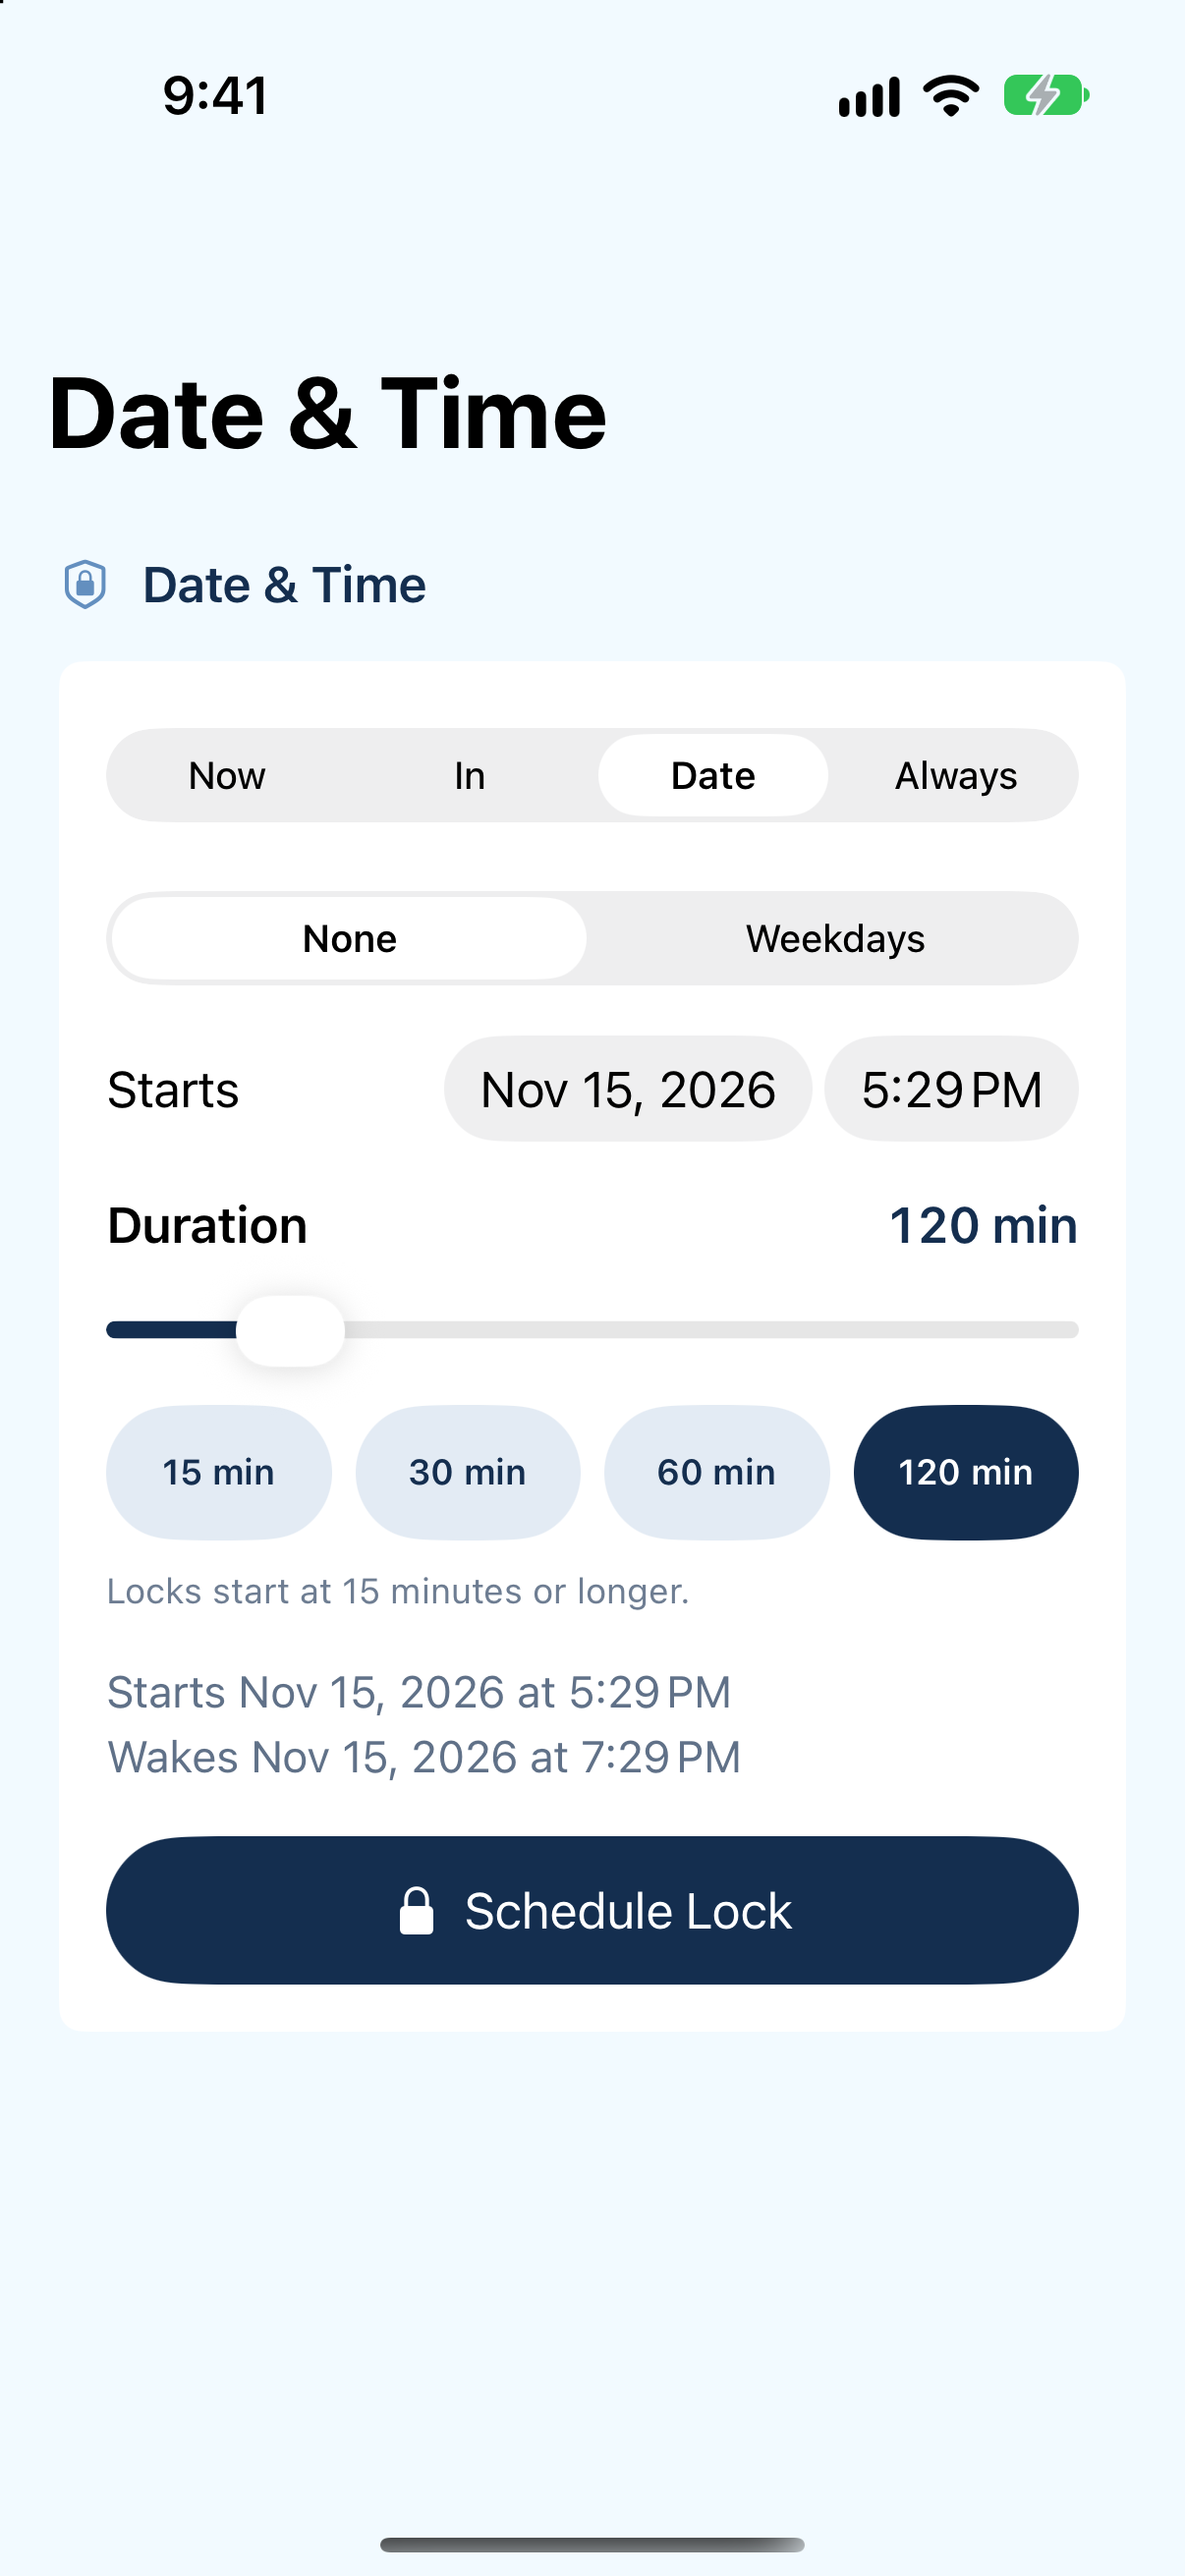 9:41
Date & Time
Date & Time
Now In Date Always
None Weekdays
Starts Nov 15, 2026 5:29 PM
Duration 120 min
15 min 30 min 60 min 120 min
Locks start at 15 minutes or longer.
Starts Nov 15, 2026 at 5:29 PM
Wakes Nov 15, 2026 at 7:29 PM
Schedule Lock